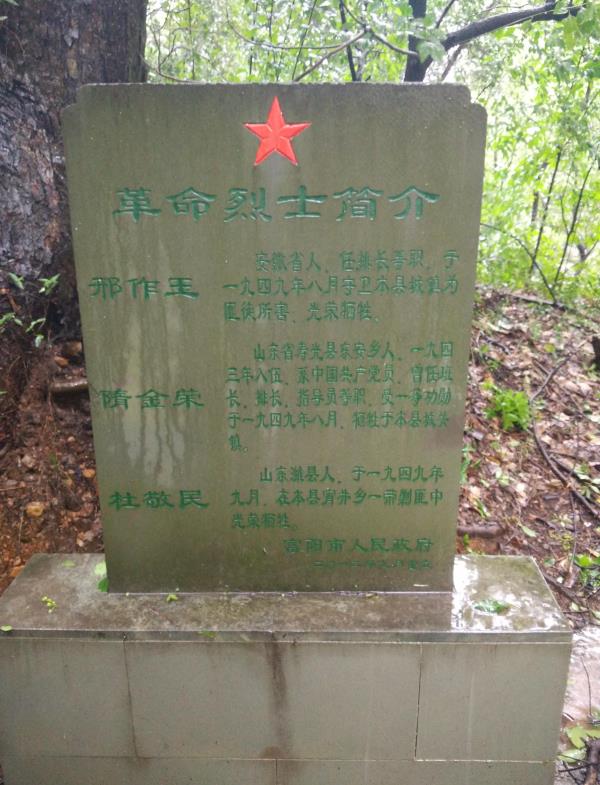 革命烈士简介
邢作玉
安徽省人，任排长等职，于
一九四九年八月守卫本县城镇为
匪徒所害，光荣牺牲。
隋金荣
山东省寿光县东安乡人，一九四
三年入伍，系中国共产党员，曾任班
长、排长、指导员等职，受一等功勋
于一九四九年八月，牺牲于本县城关
镇。
杜敬民
山东潍县人，于一九四九年
九月，在本县宵井乡一带剿匪中
光荣牺牲。
富阳市人民政府